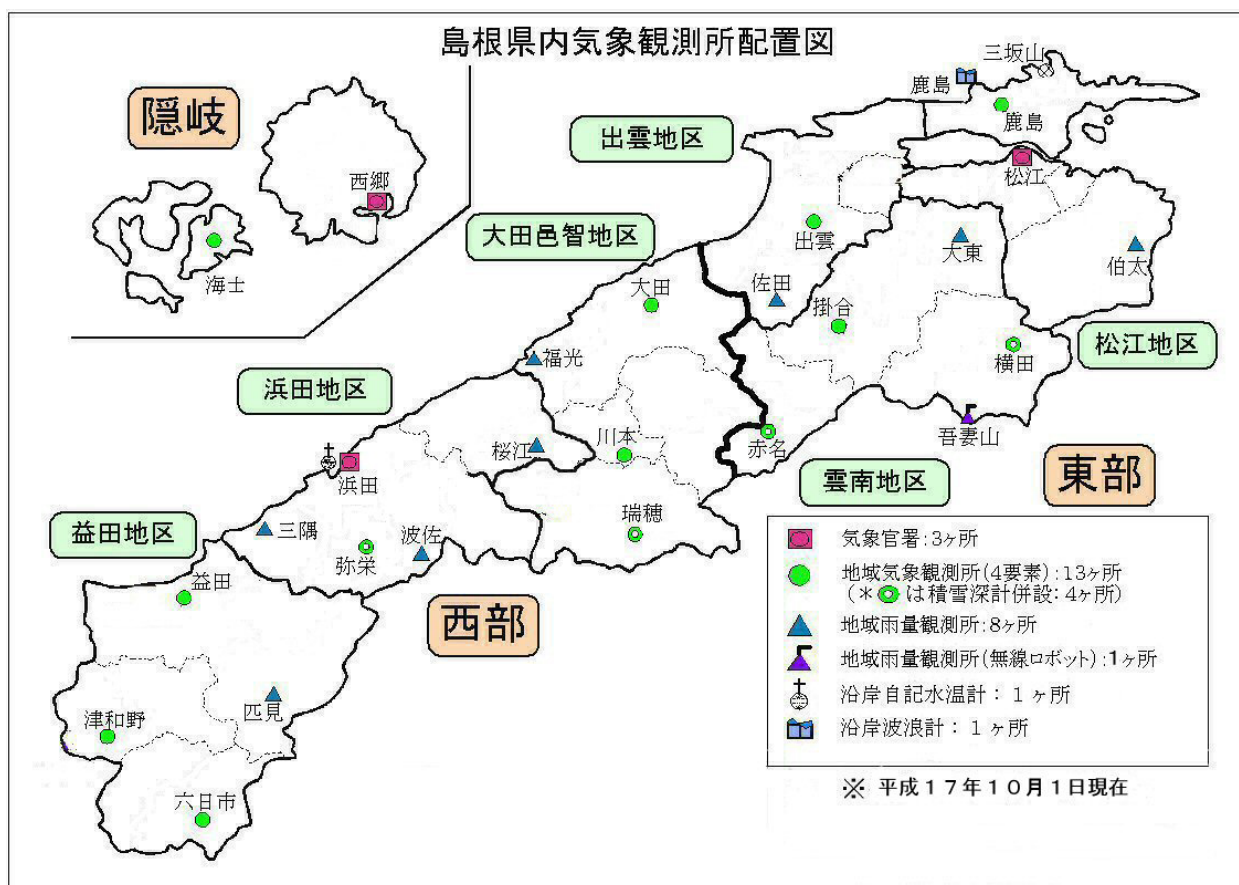 島根県内気象観測所配置図
三坂山
鹿島
鹿島
隠岐
出雲地区
松江
西郷
大田邑智地区
出雲
大東
伯太
海士
大田
佐田
掛合
松江地区
横田
福光
浜田地区
吾妻山
赤名
川本
桜江
東部
雲南地区
浜田
三隅
波佐
瑞穂
弥栄
益田地区
益田
西部
匹見
津和野
六日市
気象官署:3ヶ所
地域気象観測所(4要素):13ヶ所
(*は積雪深計併設:4ヶ所)
地域雨量観測所:8ヶ所
地域雨量観測所(無線ロボット):1ヶ所
沿岸自記水温計: 1ヶ所
沿岸波浪計: 1ヶ所
※ 平成17年10月1日現在